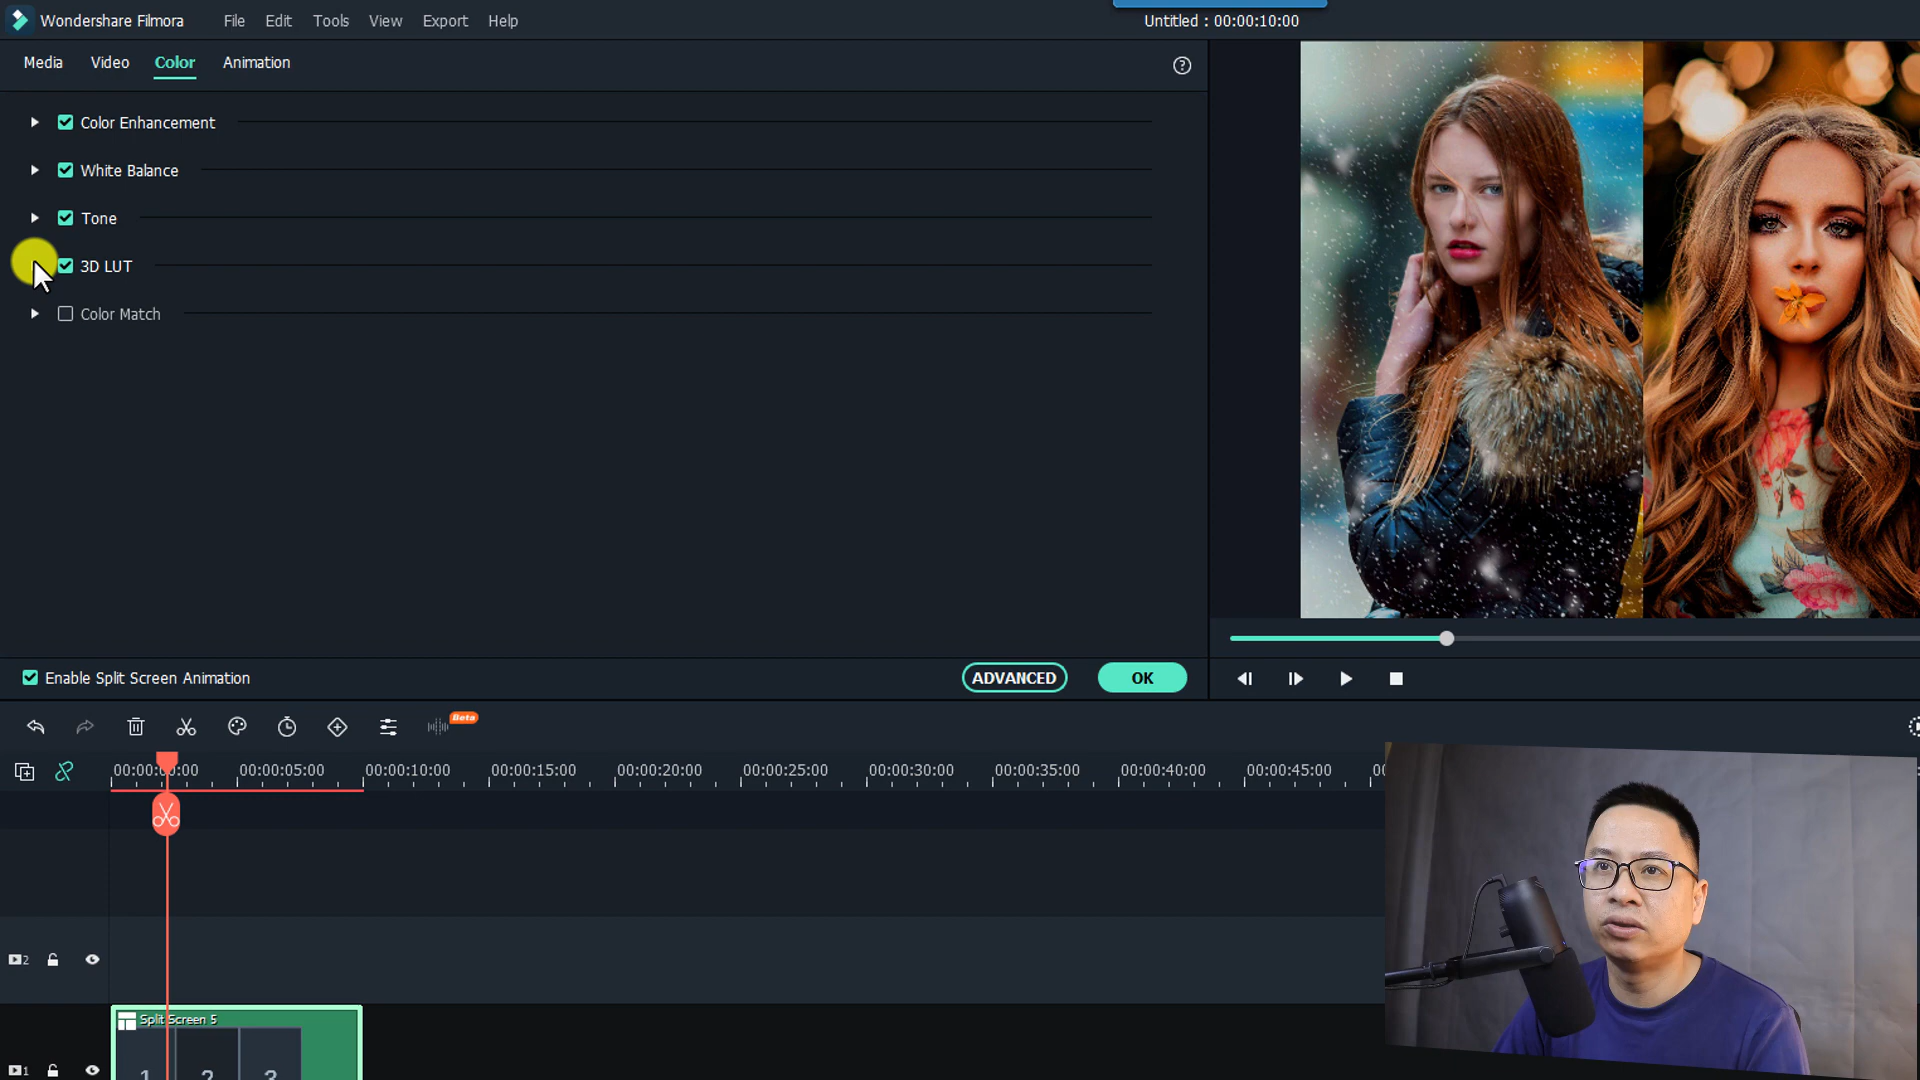 Wondershare Filmora File Edit Tools View Export Help Untitled : 00:00:10:00
Media Video Color Animation
Color Enhancement
White Balance
Tone
3D LUT
Color Match
Enable Split Screen Animation ADVANCED OK
Beta
00:00:05:00 00:00:10:00 00:00:15:00 00:00:20:00 00:00:25:00 00:00:30:00 00:00:35:00 00:00:40:00 00:00:45:00
2
Split Screen 5
1 1 2 3